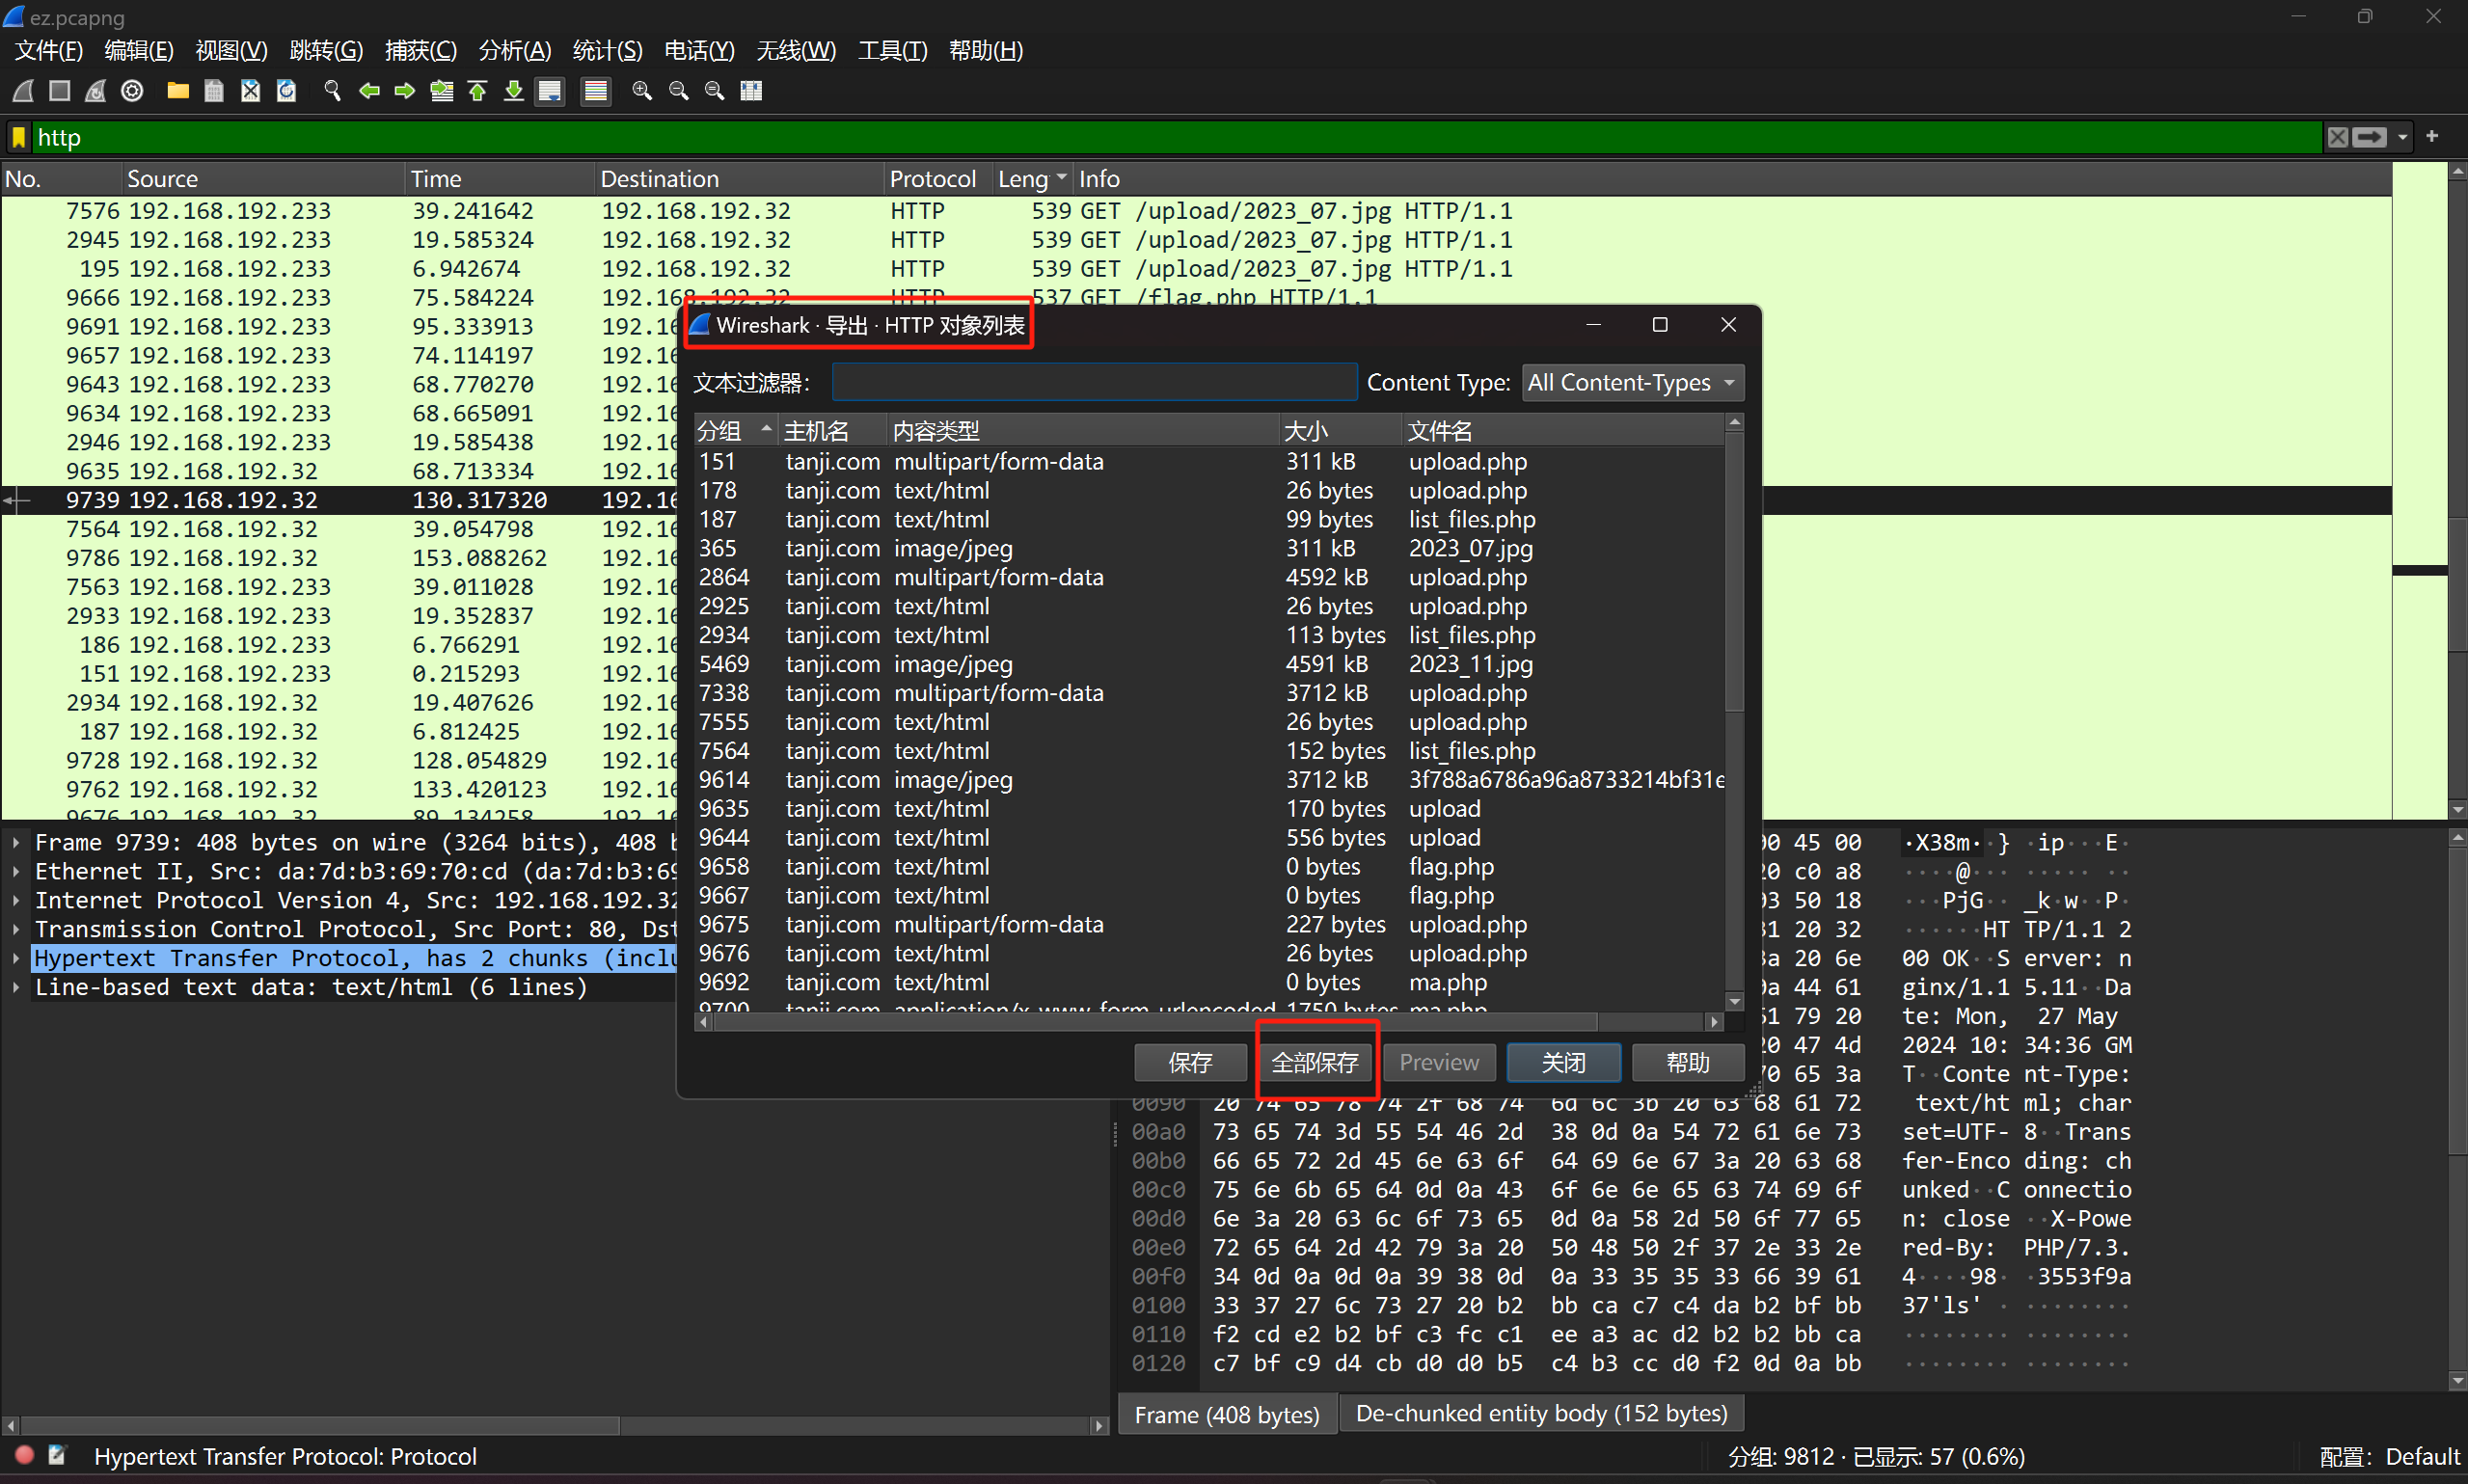 ez.pcapng
文件(F) 编辑(E) 视图(V) 跳转(G) 捕获(C) 分析(A) 统计(S) 电话(Y) 无线(W) 工具(T) 帮助(H)
http
No. Source Time Destination Protocol Leng Info
7576 192.168.192.233 39.241642 192.168.192.32 HTTP 539 GET /upload/2023_07.jpg HTTP/1.1
2945 192.168.192.233 19.585324 192.168.192.32 HTTP 539 GET /upload/2023_07.jpg HTTP/1.1
195 192.168.192.233 6.942674 192.168.192.32 HTTP 539 GET /upload/2023_07.jpg HTTP/1.1
9666 192.168.192.233 75.584224 192.168.192.32 HTTP 537 GET /flag.php HTTP/1.1
9691 192.168.192.233 95.333913 192.16
9657 192.168.192.233 74.114197 192.16
9643 192.168.192.233 68.770270 192.16
9634 192.168.192.233 68.665091 192.16
2946 192.168.192.233 19.585438 192.16
9635 192.168.192.32 68.713334 192.16
9739 192.168.192.32 130.317320 192.16
7564 192.168.192.32 39.054798 192.16
9786 192.168.192.32 153.088262 192.16
7563 192.168.192.233 39.011028 192.16
2933 192.168.192.233 19.352837 192.16
186 192.168.192.233 6.766291 192.16
151 192.168.192.233 0.215293 192.16
2934 192.168.192.32 19.407626 192.16
187 192.168.192.32 6.812425 192.16
9728 192.168.192.32 128.054829 192.16
9762 192.168.192.32 133.420123 192.16
9676 192.168.192.32 89.134258 192.16
Wireshark · 导出 · HTTP 对象列表
文本过滤器: Content Type: All Content-Types
分组 主机名 内容类型 大小 文件名
151 tanji.com multipart/form-data 311 kB upload.php
178 tanji.com text/html 26 bytes upload.php
187 tanji.com text/html 99 bytes list_files.php
365 tanji.com image/jpeg 311 kB 2023_07.jpg
2864 tanji.com multipart/form-data 4592 kB upload.php
2925 tanji.com text/html 26 bytes upload.php
2934 tanji.com text/html 113 bytes list_files.php
5469 tanji.com image/jpeg 4591 kB 2023_11.jpg
7338 tanji.com multipart/form-data 3712 kB upload.php
7555 tanji.com text/html 26 bytes upload.php
7564 tanji.com text/html 152 bytes list_files.php
9614 tanji.com image/jpeg 3712 kB 3f788a6786a96a8733214bf31e
9635 tanji.com text/html 170 bytes upload
9644 tanji.com text/html 556 bytes upload
9658 tanji.com text/html 0 bytes flag.php
9667 tanji.com text/html 0 bytes flag.php
9675 tanji.com multipart/form-data 227 bytes upload.php
9676 tanji.com text/html 26 bytes upload.php
9692 tanji.com text/html 0 bytes ma.php
9700 tanji.com application/x-www-form-urlencoded 1750 bytes ma.php
保存 全部保存 Preview 关闭 帮助
Frame 9739: 408 bytes on wire (3264 bits), 408 b
Ethernet II, Src: da:7d:b3:69:70:cd (da:7d:b3:69
Internet Protocol Version 4, Src: 192.168.192.32
Transmission Control Protocol, Src Port: 80, Dst
Hypertext Transfer Protocol, has 2 chunks (inclu
Line-based text data: text/html (6 lines)
00 45 00 ·X38m· } ·ip···E·
20 c0 a8 ····@··· ····· ··
03 50 18 ···PjG·· _k·w··P·
31 20 32 ······HT TP/1.1 2
3a 20 6e 00 OK··S erver: n
0a 44 61 ginx/1.1 5.11··Da
61 79 20 te: Mon, 27 May
20 47 4d 2024 10: 34:36 GM
70 65 3a T··Conte nt-Type:
0090 20 74 65 78 74 2f 68 74 6d 6c 3b 20 63 68 61 72 text/ht ml; char
00a0 73 65 74 3d 55 54 46 2d 38 0d 0a 54 72 61 6e 73 set=UTF- 8··Trans
00b0 66 65 72 2d 45 6e 63 6f 64 69 6e 67 3a 20 63 68 fer-Enco ding: ch
00c0 75 6e 6b 65 64 0d 0a 43 6f 6e 6e 65 63 74 69 6f unked··C onnectio
00d0 6e 3a 20 63 6c 6f 73 65 0d 0a 58 2d 50 6f 77 65 n: close ··X-Powe
00e0 72 65 64 2d 42 79 3a 20 50 48 50 2f 37 2e 33 2e red-By: PHP/7.3.
00f0 34 0d 0a 0d 0a 39 38 0d 0a 33 35 35 33 66 39 61 4····98· ·3553f9a
0100 33 37 27 6c 73 27 20 b2 bb ca c7 c4 da b2 bf bb 37'ls' · ········
0110 f2 cd e2 b2 bf c3 fc c1 ee a3 ac d2 b2 b2 bb ca ········ ········
0120 c7 bf c9 d4 cb d0 d0 b5 c4 b3 cc d0 f2 0d 0a bb ········ ········
Frame (408 bytes) De-chunked entity body (152 bytes)
Hypertext Transfer Protocol: Protocol 分组: 9812 · 已显示: 57 (0.6%) 配置: Default